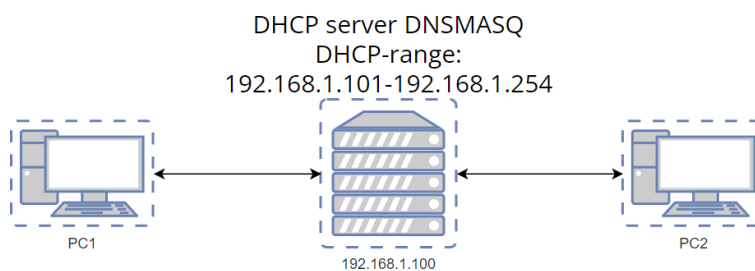 DHCP server DNSMASQ
DHCP-range:
192.168.1.101-192.168.1.254
PC1
192.168.1.100
PC2